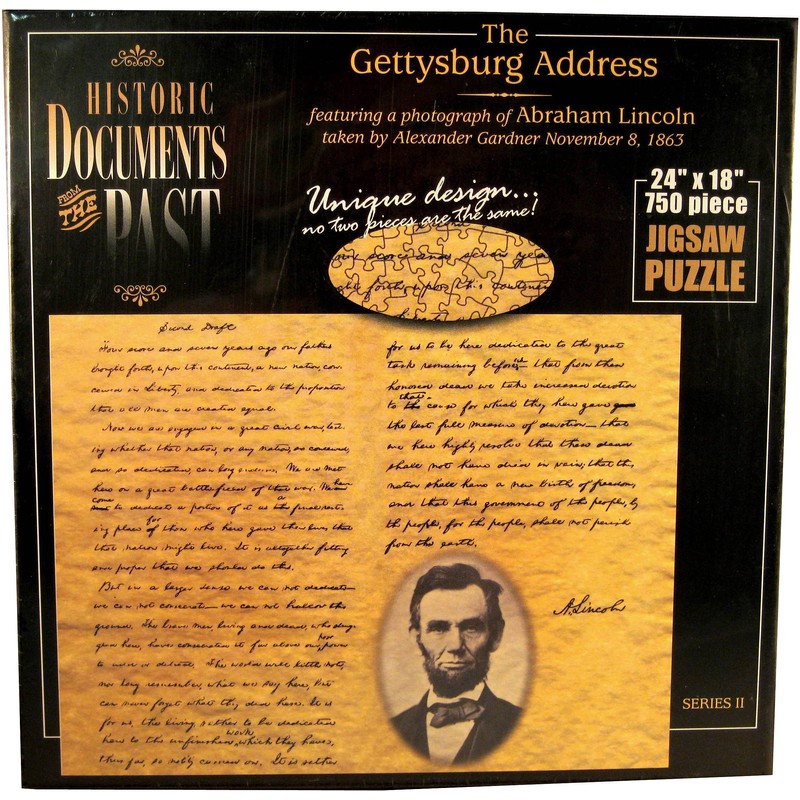 The
Gettysburg Address
featuring a photograph of Abraham Lincoln
taken by Alexander Gardner November 8, 1863
HISTORIC
DOCUMENTS
FROM
THE
PAST
Unique design...
no two pieces are the same!
24" x 18"
750 piece
JIGSAW
PUZZLE
our score and seven yea
forth, upon this continent
Second Draft
Four score and seven years ago our fathers
brought forth, upon this continent, a new nation, con-
ceived in Liberty, and dedicated to the proposition
that all men are created equal.
Now we are engaged in a great civil war, test-
ing whether that nation, or any nation, so conceived,
and so dedicated, can long endure. We are met
here on a great battlefield of that war. We
have
come
to dedicate a portion of it as
a
the final rest-
ing place
for
of those who here gave their lives that
that nation might live. It is altogether fitting
and proper that we should do this.
But in a larger sense we can not dedicate
we can not consecrate we can not hallow this
ground. The brave men, living and dead, who strug-
gled here, have consecrated it far above our
poor
power
to add or detract. The world will little note,
nor long remember, what we say here, but
can never forget what they did here. It is
for us, the living rather to be dedicated
here to the unfinished
work
which they have,
thus far, so nobly carried on. It is rather
for us to be here dedicated to the great
task remaining before
us
that from these
honored dead we take increased devotion
that
to the cause for which they here gave
the last full measure of devotion that
we here highly resolve that these dead
shall not have died in vain; that this
nation shall have a new birth of freedom,
and that this government of the people, by
the people, for the people, shall not perish
from the earth.
A. Lincoln
SERIES II